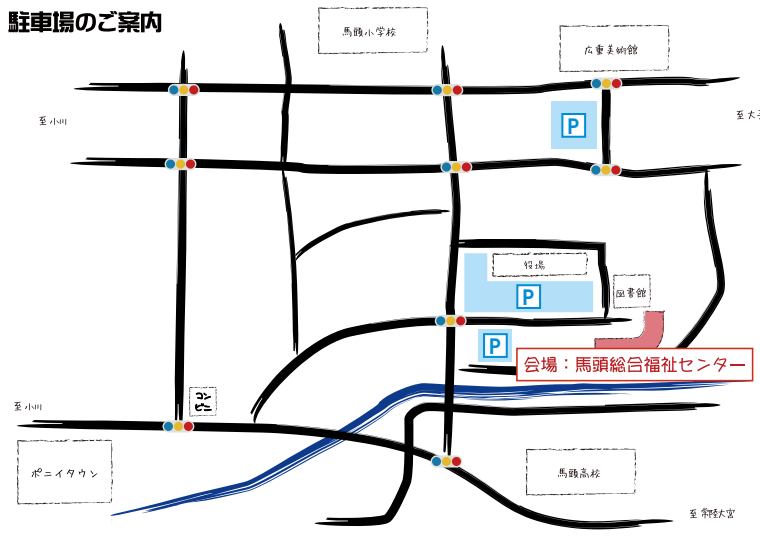 駐車場のご案内
馬頭小学校
広重美術館
至 小川
至 大子
P
役場
P
図書館
P
会場：馬頭総合福祉センター
コン
ビニ
至 小川
ポニイタウン
馬頭高校
至 常陸大宮